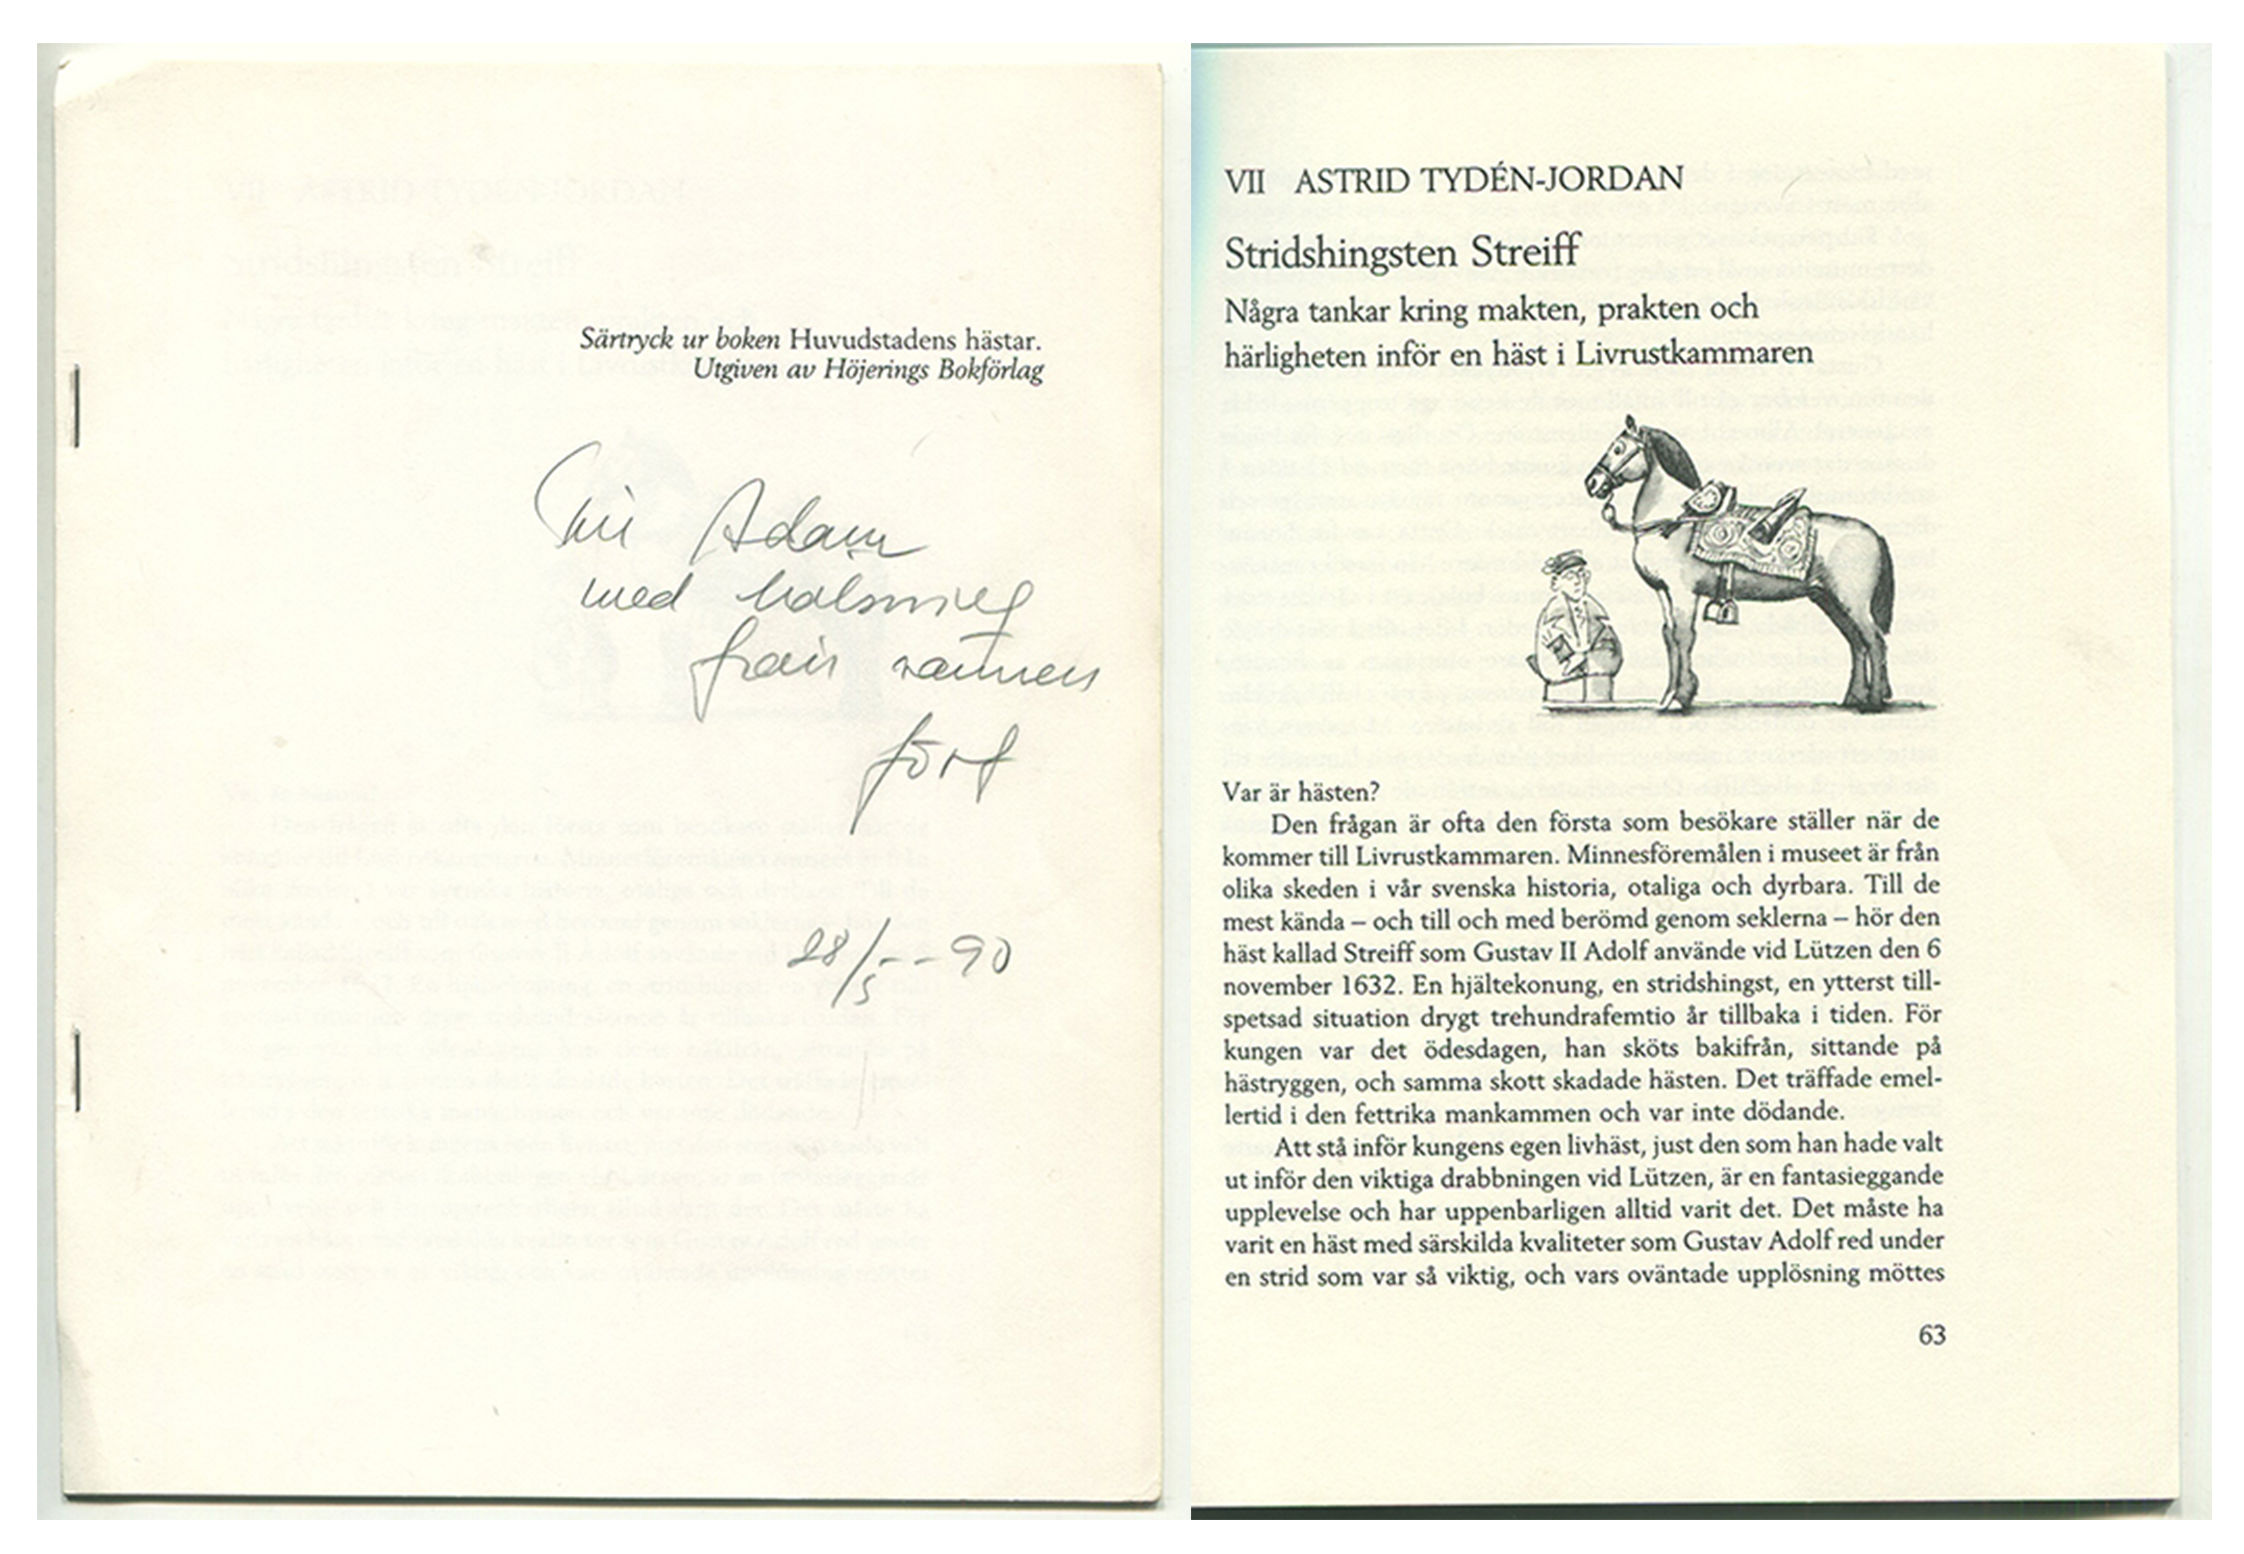 Särtryck ur boken Huvudstadens hästar.
Utgiven av Höjerings Bokförlag
Till Adam
med hälsning
från
förf
28/5 -90
VII ASTRID TYDÉN-JORDAN
Stridshingsten Streiff
Några tankar kring makten, prakten och
härligheten inför en häst i Livrustkammaren
Var är hästen?
Den frågan är ofta den första som besökare ställer när de
kommer till Livrustkammaren. Minnesföremålen i museet är från
olika skeden i vår svenska historia, otaliga och dyrbara. Till de
mest kända – och till och med berömd genom seklerna – hör den
häst kallad Streiff som Gustav II Adolf använde vid Lützen den 6
november 1632. En hjältekonung, en stridshingst, en ytterst till-
spetsad situation drygt trehundrafemtio år tillbaka i tiden. För
kungen var det ödesdagen, han sköts bakifrån, sittande på
hästryggen, och samma skott skadade hästen. Det träffade emel-
lertid i den fettrika mankammen och var inte dödande.
Att stå inför kungens egen livhäst, just den som han hade valt
ut inför den viktiga drabbningen vid Lützen, är en fantasieggande
upplevelse och har uppenbarligen alltid varit det. Det måste ha
varit en häst med särskilda kvaliteter som Gustav Adolf red under
en strid som var så viktig, och vars oväntade upplösning möttes
63